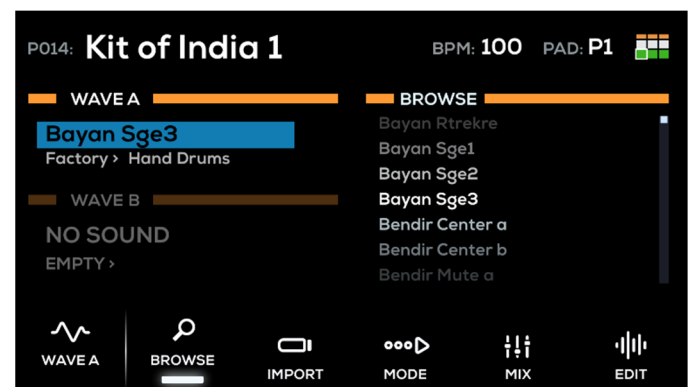 P014: Kit of India 1 BPM: 100 PAD: P1
WAVE A
Bayan Sge3
Factory > Hand Drums
WAVE B
NO SOUND
EMPTY >
BROWSE
Bayan Rtrekre
Bayan Sge1
Bayan Sge2
Bayan Sge3
Bendir Center a
Bendir Center b
Bendir Mute a
WAVE A BROWSE IMPORT MODE MIX EDIT